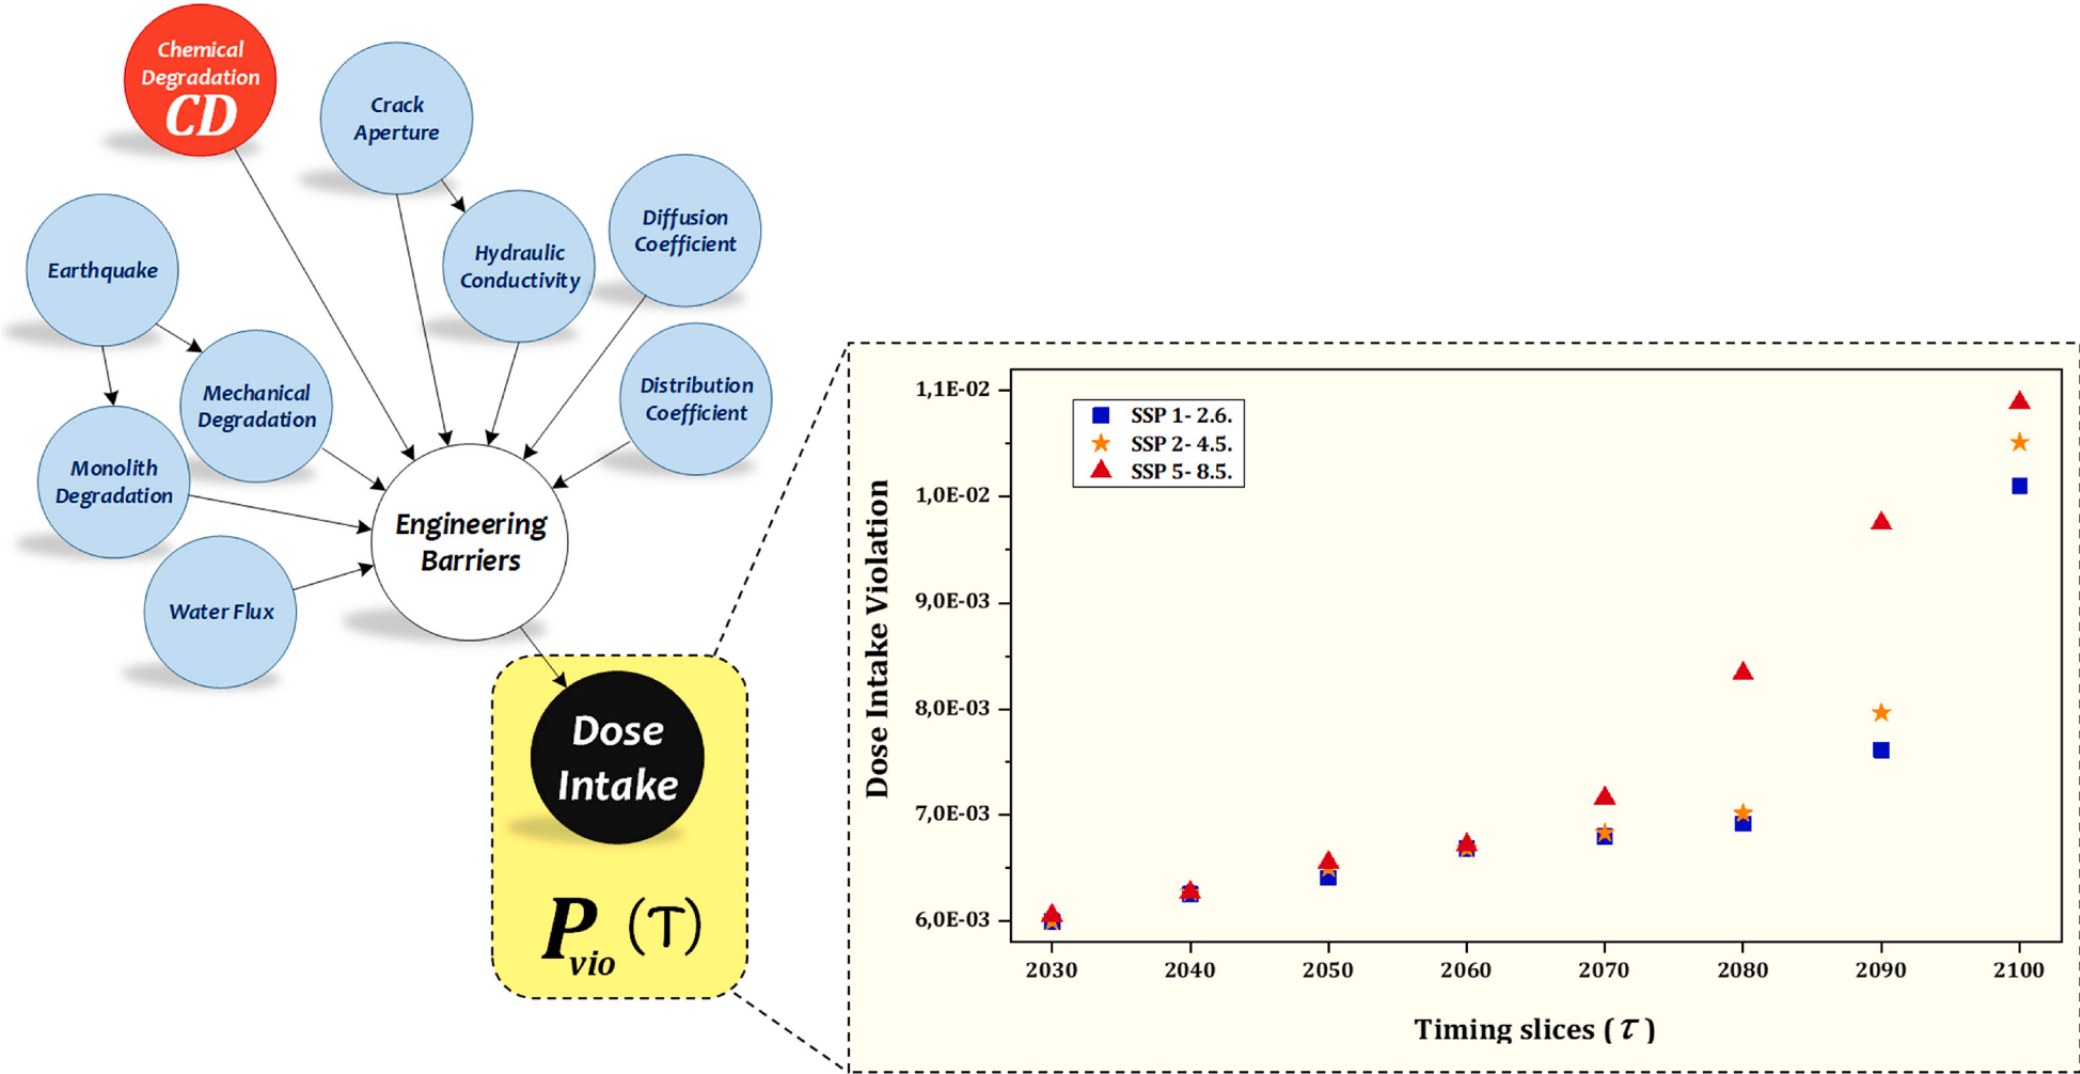 Chemical
Degradation
CD
Crack
Aperture
Earthquake
Hydraulic
Conductivity
Diffusion
Coefficient
Mechanical
Degradation
Distribution
Coefficient
Monolith
Degradation
Water Flux
Engineering
Barriers
Dose
Intake
Pvio (τ)
Dose Intake Violation
1,1E-02
1,0E-02
9,0E-03
8,0E-03
7,0E-03
6,0E-03
SSP 1- 2.6.
SSP 2- 4.5.
SSP 5- 8.5.
2030 2040 2050 2060 2070 2080 2090 2100
Timing slices ( τ )